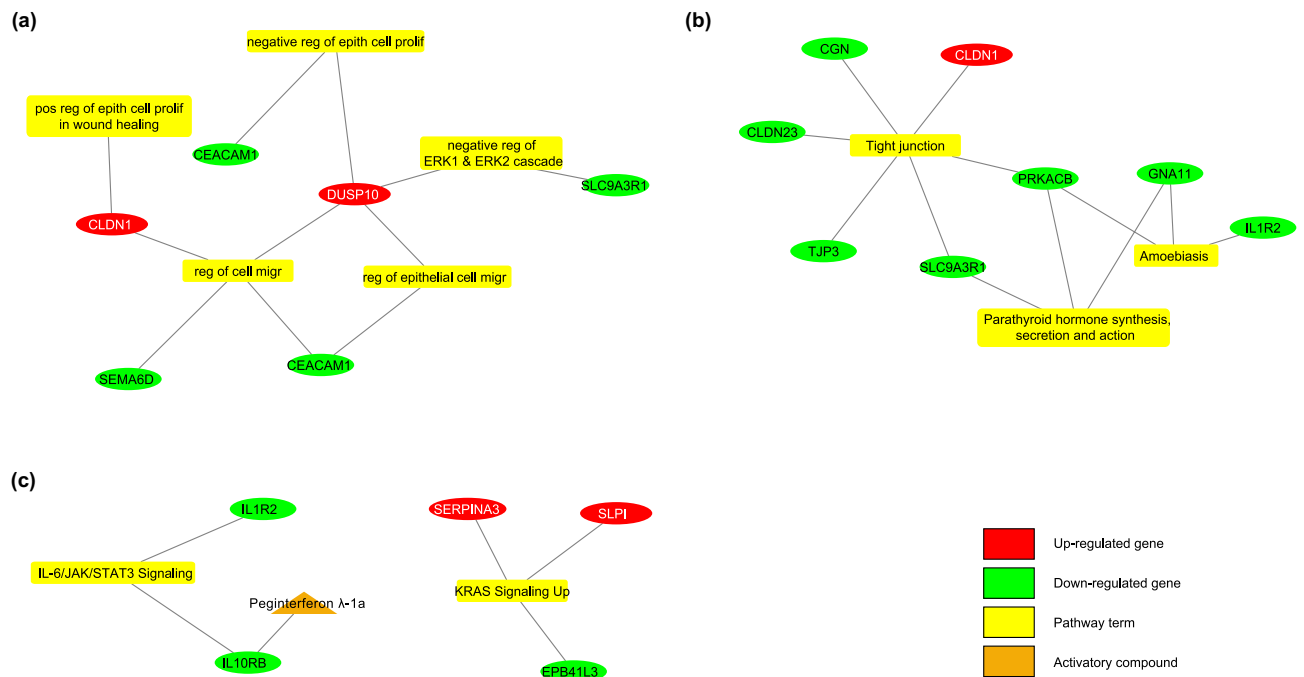 (a)
negative reg of epith cell prolif
pos reg of epith cell prolif
in wound healing
CEACAM1
negative reg of
ERK1 & ERK2 cascade
SLC9A3R1
DUSP10
CLDN1
reg of cell migr
reg of epithelial cell migr
SEMA6D
CEACAM1
(b)
CGN
CLDN1
CLDN23
Tight junction
PRKACB
GNA11
IL1R2
TJP3
SLC9A3R1
Amoebiasis
Parathyroid hormone synthesis,
secretion and action
(c)
IL1R2
IL-6/JAK/STAT3 Signaling
Peginterferon λ-1a
IL10RB
SERPINA3
SLPI
KRAS Signaling Up
EPB41L3
Up-regulated gene
Down-regulated gene
Pathway term
Activatory compound